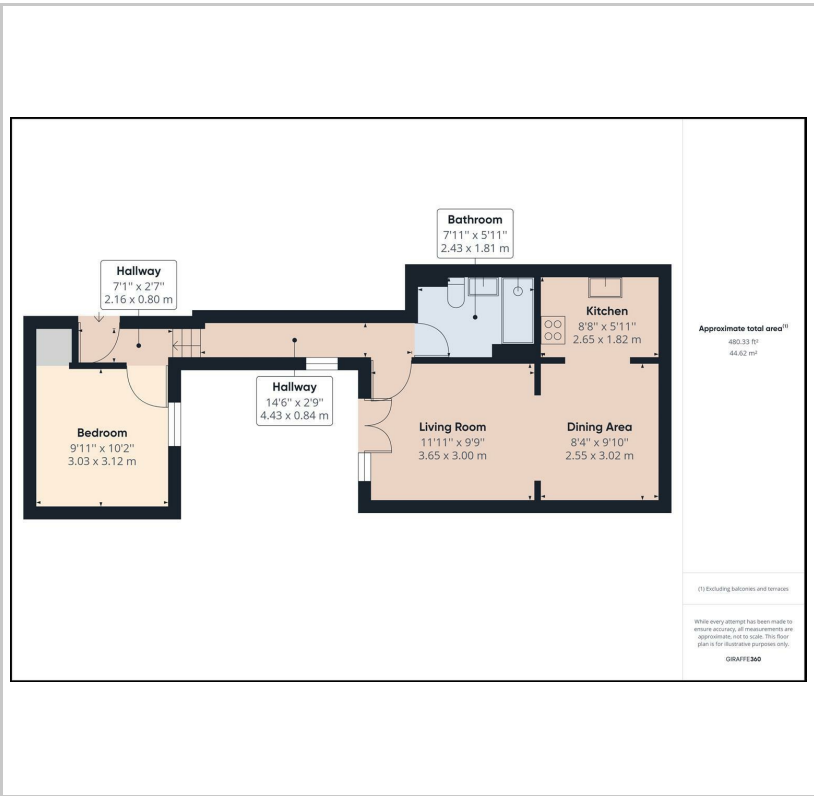 Bathroom
7'11" x 5'11"
2.43 x 1.81 m
Hallway
7'1" x 2'7"
2.16 x 0.80 m
Kitchen
8'8" x 5'11"
2.65 x 1.82 m
Hallway
14'6" x 2'9"
4.43 x 0.84 m
Bedroom
9'11" x 10'2"
3.03 x 3.12 m
Living Room
11'11" x 9'9"
3.65 x 3.00 m
Dining Area
8'4" x 9'10"
2.55 x 3.02 m
Approximate total area(1)
480.33 ft²
44.62 m²
(1) Excluding balconies and terraces
While every attempt has been made to
ensure accuracy, all measurements are
approximate, not to scale. This floor
plan is for illustrative purposes only.
GIRAFFE360